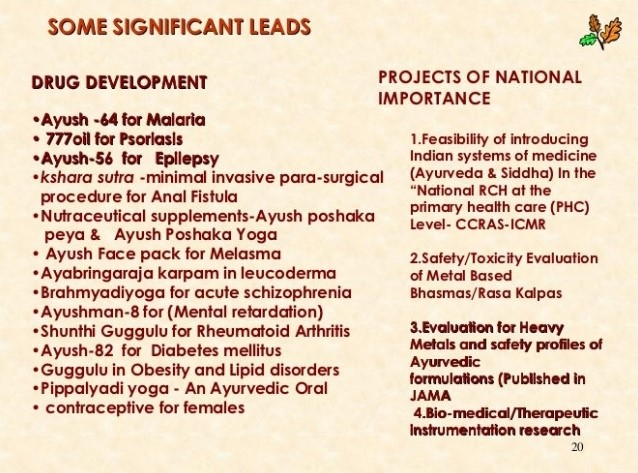 SOME SIGNIFICANT LEADS
DRUG DEVELOPMENT
•Ayush -64 for Malaria
• 777oil for Psoriasis
•Ayush-56 for Epilepsy
•kshara sutra -minimal invasive para-surgical
procedure for Anal Fistula
•Nutraceutical supplements-Ayush poshaka
peya & Ayush Poshaka Yoga
• Ayush Face pack for Melasma
•Ayabringaraja karpam in leucoderma
•Brahmyadiyoga for acute schizophrenia
•Ayushman-8 for (Mental retardation)
•Shunthi Guggulu for Rheumatoid Arthritis
•Ayush-82 for Diabetes mellitus
•Guggulu in Obesity and Lipid disorders
•Pippalyadi yoga - An Ayurvedic Oral
• contraceptive for females
PROJECTS OF NATIONAL
IMPORTANCE
1.Feasibility of introducing
Indian systems of medicine
(Ayurveda & Siddha) In the
“National RCH at the
primary health care (PHC)
Level- CCRAS-ICMR
2.Safety/Toxicity Evaluation
of Metal Based
Bhasmas/Rasa Kalpas
3.Evaluation for Heavy
Metals and safety profiles of
Ayurvedic
formulations (Published in
JAMA
4.Bio-medical/Therapeutic
Instrumentation research
20